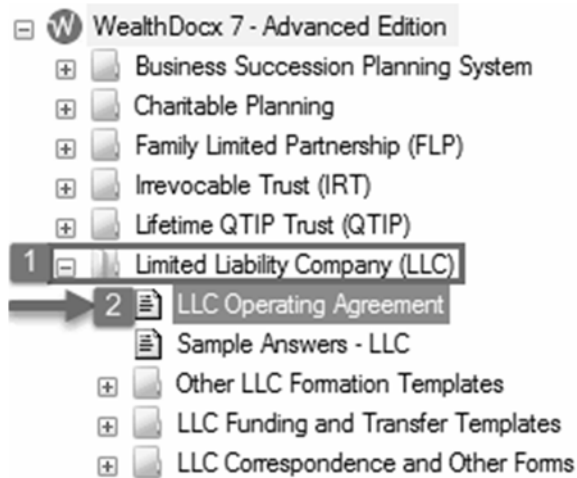 W WealthDocx 7 - Advanced Edition
Business Succession Planning System
Charitable Planning
Family Limited Partnership (FLP)
Irrevocable Trust (IRT)
Lifetime QTIP Trust (QTIP)
1 Limited Liability Company (LLC)
2 LLC Operating Agreement
Sample Answers - LLC
Other LLC Formation Templates
LLC Funding and Transfer Templates
LLC Correspondence and Other Forms